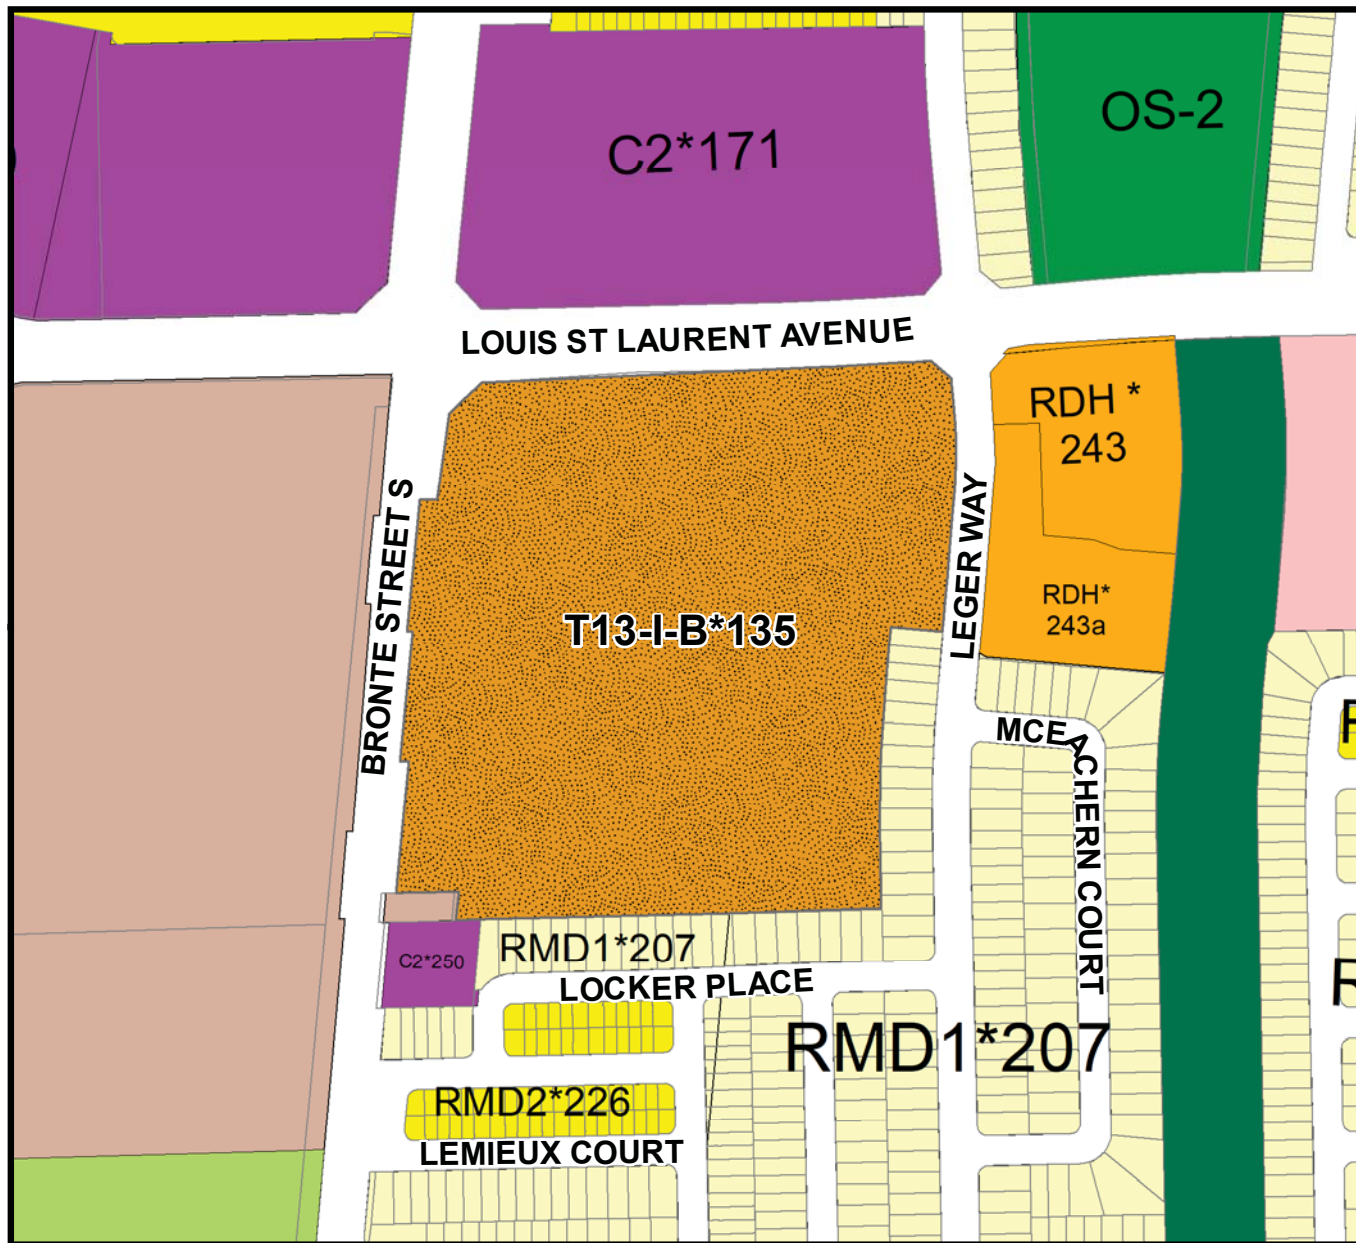 OS-2
C2*171
LOUIS ST LAURENT AVENUE
RDH *
243
BRONTE STREET S
LEGER WAY
RDH*
243a
T13-I-B*135
MCEACHERN COURT
RMD1*207
C2*250
LOCKER PLACE
RMD1*207
RMD2*226
LEMIEUX COURT